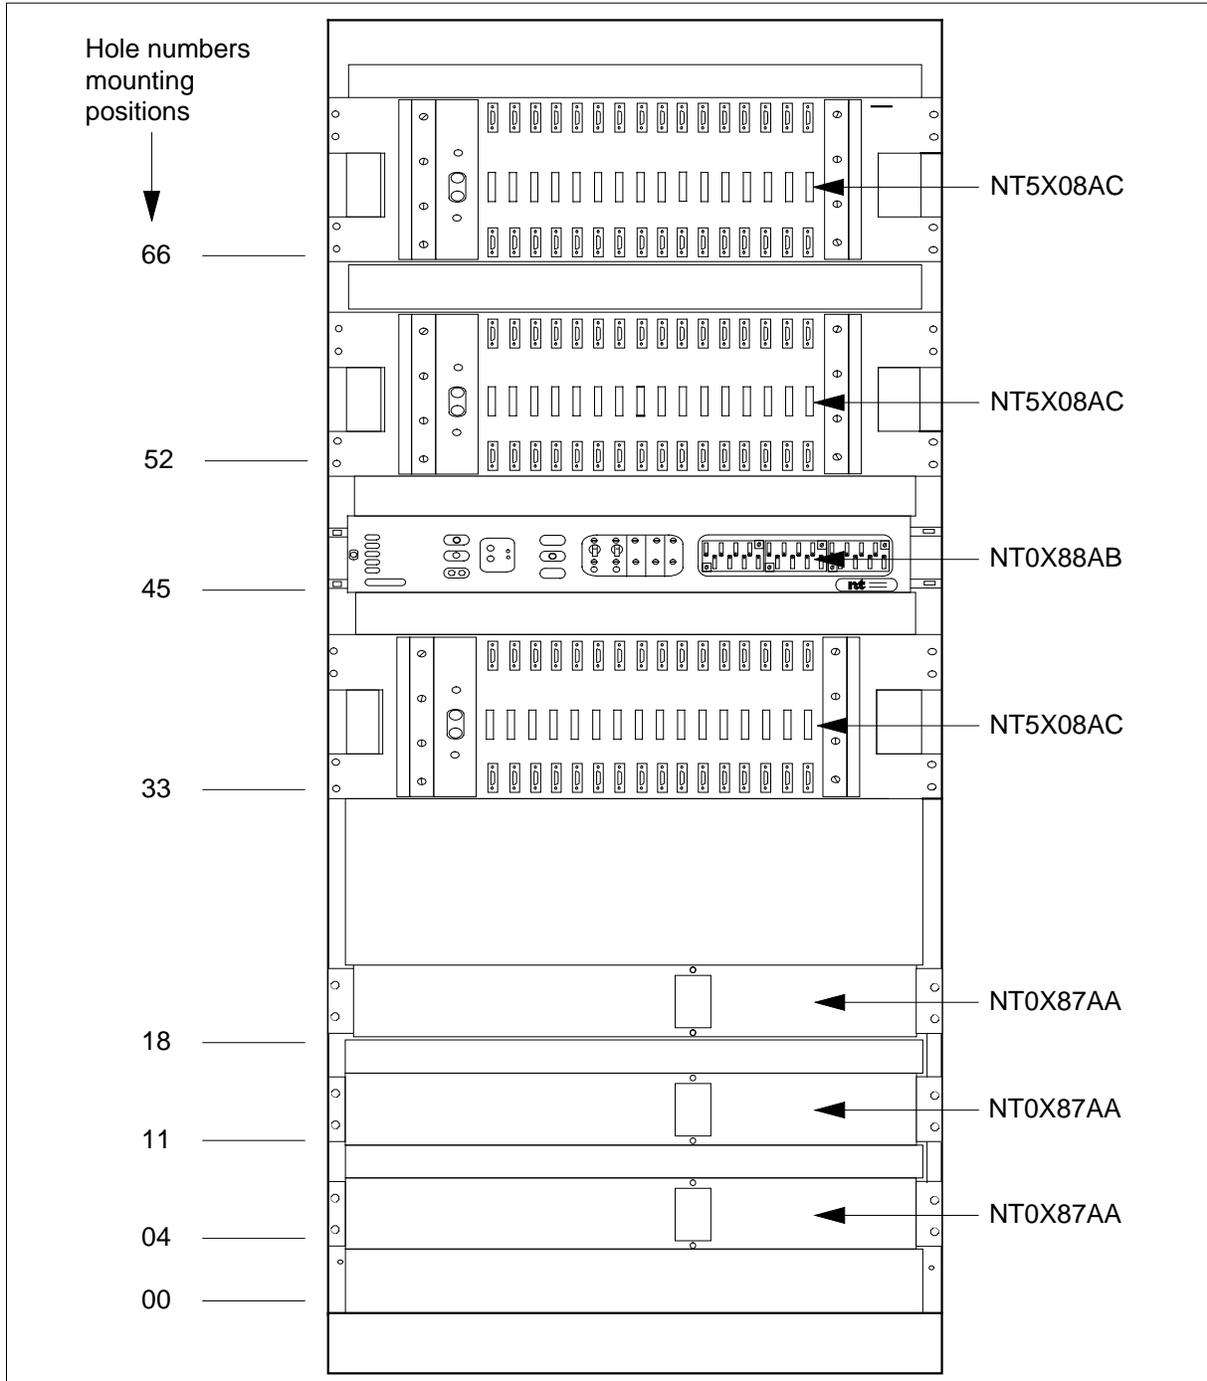 Hole numbers
mounting
positions
NT5X08AC
66
NT5X08AC
52
NT0X88AB
nt
45
NT5X08AC
33
NT0X87AA
18
NT0X87AA
11
NT0X87AA
04
00